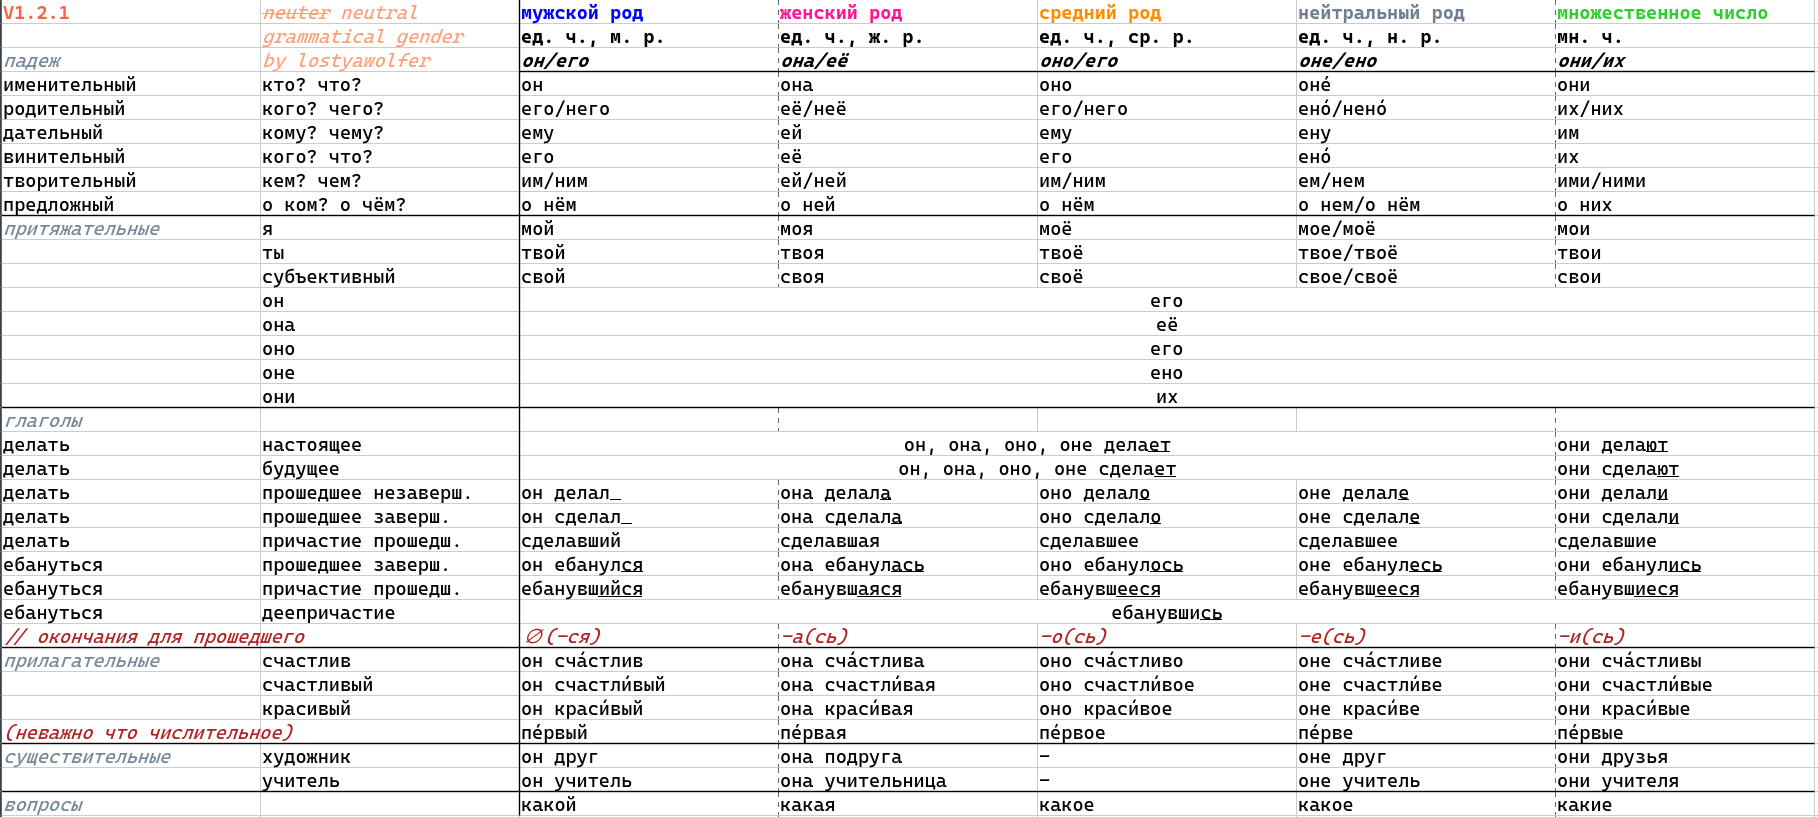 V1.2.1 neuter neutral мужской род женский род средний род нейтральный род множественное число
grammatical gender ед. ч., м. р. ед. ч., ж. р. ед. ч., ср. р. ед. ч., н. р. мн. ч.
падеж by lostyawolfer он/его она/её оно/его оне/ено они/их
именительный кто? что? он она оно оне́ они
родительный кого? чего? его/него её/неё его/него ено́/нено́ их/них
дательный кому? чему? ему ей ему ену им
винительный кого? что? его её его ено́ их
творительный кем? чем? им/ним ей/ней им/ним ем/нем ими/ними
предложный о ком? о чём? о нём о ней о нём о нем/о нём о них
притяжательные я мой моя моё мое/моё мои
ты твой твоя твоё твое/твоё твои
субъективный свой своя своё свое/своё свои
он его
она её
оно его
оне ено
они их
глаголы
делать настоящее он, она, оно, оне делает они делают
делать будущее он, она, оно, оне сделает они сделают
делать прошедшее незаверш. он делал_ она делала оно делало оне делале они делали
делать прошедшее заверш. он сделал_ она сделала оно сделало оне сделале они сделали
делать причастие прошедш. сделавший сделавшая сделавшее сделавшее сделавшие
ебануться прошедшее заверш. он ебанулся она ебанулась оно ебанулось оне ебанулесь они ебанулись
ебануться причастие прошедш. ебанувшийся ебанувшаяся ебанувшееся ебанувшееся ебанувшиеся
ебануться деепричастие ебанувшись
// окончания для прошедшего ∅(-ся) -а(сь) -о(сь) -е(сь) -и(сь)
прилагательные счастлив он сча́стлив она сча́стлива оно сча́стливо оне сча́стливе они сча́стливы
счастливый он счастли́вый она счастли́вая оно счастли́вое оне счастли́ве они счастли́вые
красивый он краси́вый она краси́вая оно краси́вое оне краси́ве они краси́вые
(неважно что числительное) пе́рвый пе́рвая пе́рвое пе́рве пе́рвые
существительные художник он друг она подруга - оне друг они друзья
учитель он учитель она учительница - оне учитель они учителя
вопросы какой какая какое какое какие